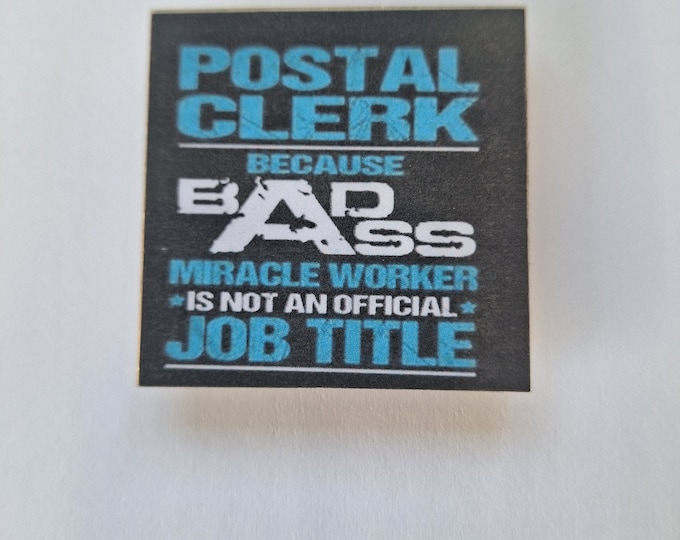 POSTAL
CLERK
BECAUSE
BADASS
MIRACLE WORKER
★IS NOT AN OFFICIAL★
JOB TITLE